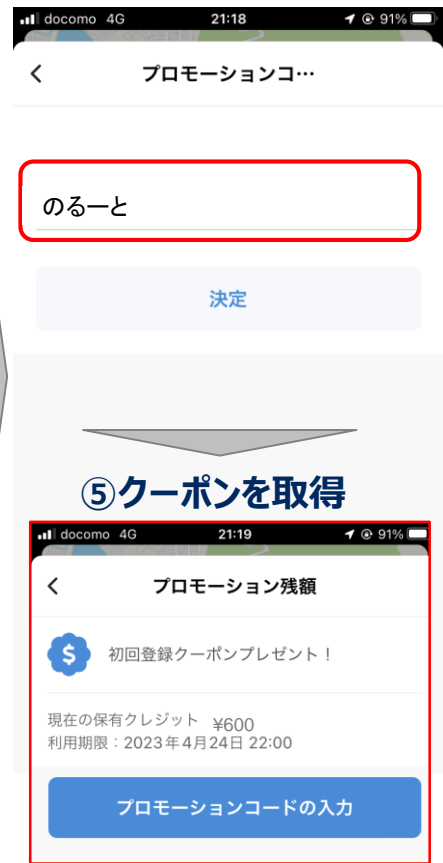 docomo 4G 21:18 91%
プロモーションコ…
のるーと
決定
⑤クーポンを取得
docomo 4G 21:19 91%
プロモーション残額
$ 初回登録クーポンプレゼント！
現在の保有クレジット ¥600
利用期限：2023年4月24日 22:00
プロモーションコードの入力